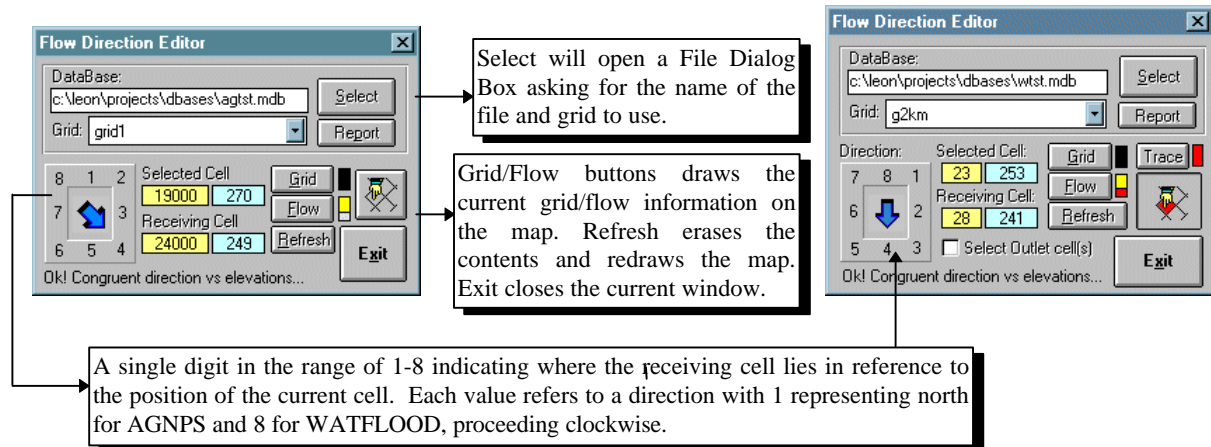 Flow Direction Editor
DataBase:
c:\leon\projects\dbases\agtst.mdb
Select
Grid: grid1
Report
8 1 2
7 3
6 5 4
Selected Cell
19000 270
Receiving Cell
24000 249
Grid
Flow
Refresh
Exit
Ok! Congruent direction vs elevations...
Select will open a File Dialog
Box asking for the name of the
file and grid to use.
Grid/Flow buttons draws the
current grid/flow information on
the map. Refresh erases the
contents and redraws the map.
Exit closes the current window.
Flow Direction Editor
DataBase:
c:\leon\projects\dbases\wtst.mdb
Select
Grid: g2km
Report
Direction:
7 8 1
6 2
5 4 3
Selected Cell:
23 253
Receiving Cell:
28 241
Select Outlet cell(s)
Grid
Flow
Refresh
Trace
Exit
Ok! Congruent direction vs elevations...
A single digit in the range of 1-8 indicating where the receiving cell lies in reference to
the position of the current cell. Each value refers to a direction with 1 representing north
for AGNPS and 8 for WATFLOOD, proceeding clockwise.